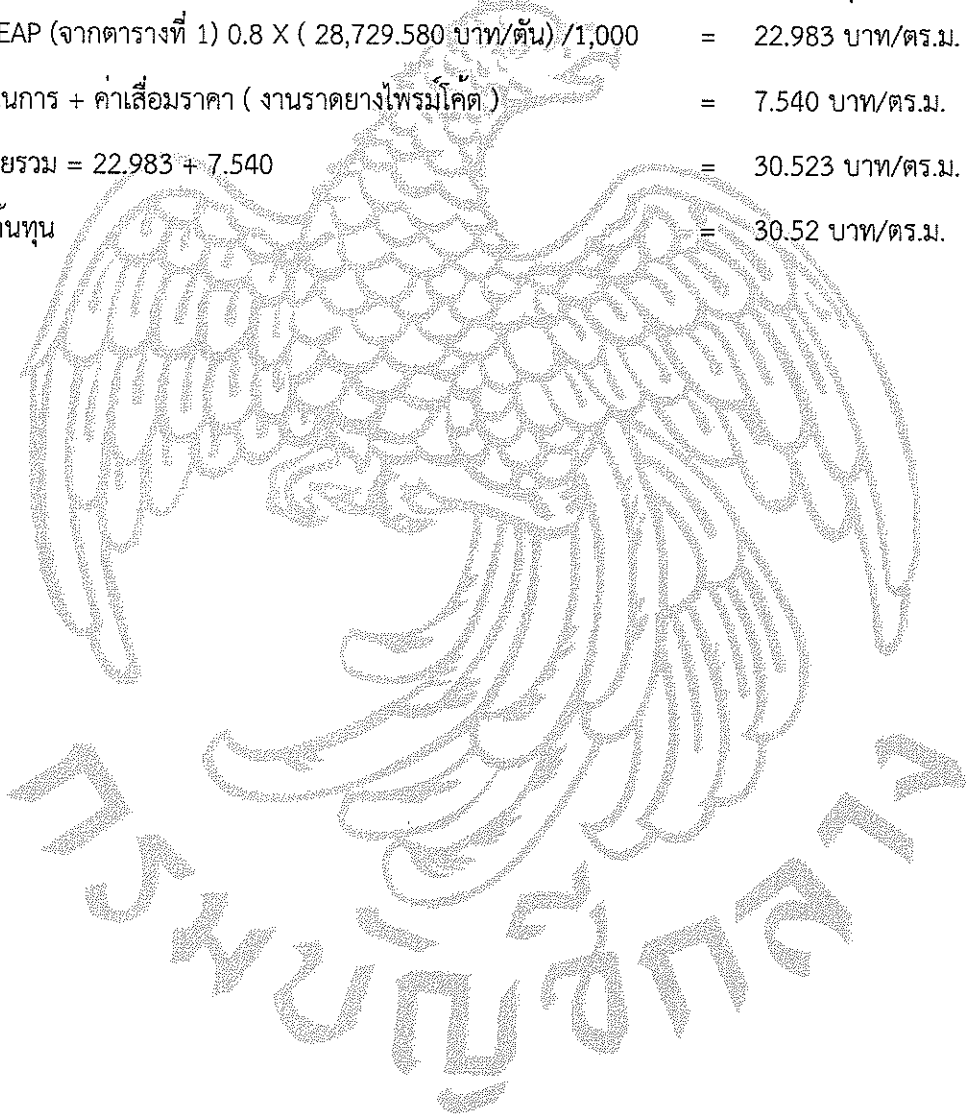 EAP (จากตารางที่ 1) 0.8 X ( 28,729.580 บาท/ตัน) /1,000 = 22.983 บาท/ตร.ม.
นการ + ค่าเสื่อมราคา ( งานราดยางไพรม์โค้ด ) = 7.540 บาท/ตร.ม.
ยรวม = 22.983 + 7.540 = 30.523 บาท/ตร.ม.
ต้นทุน = 30.52 บาท/ตร.ม.
กรมบัญชีกลาง